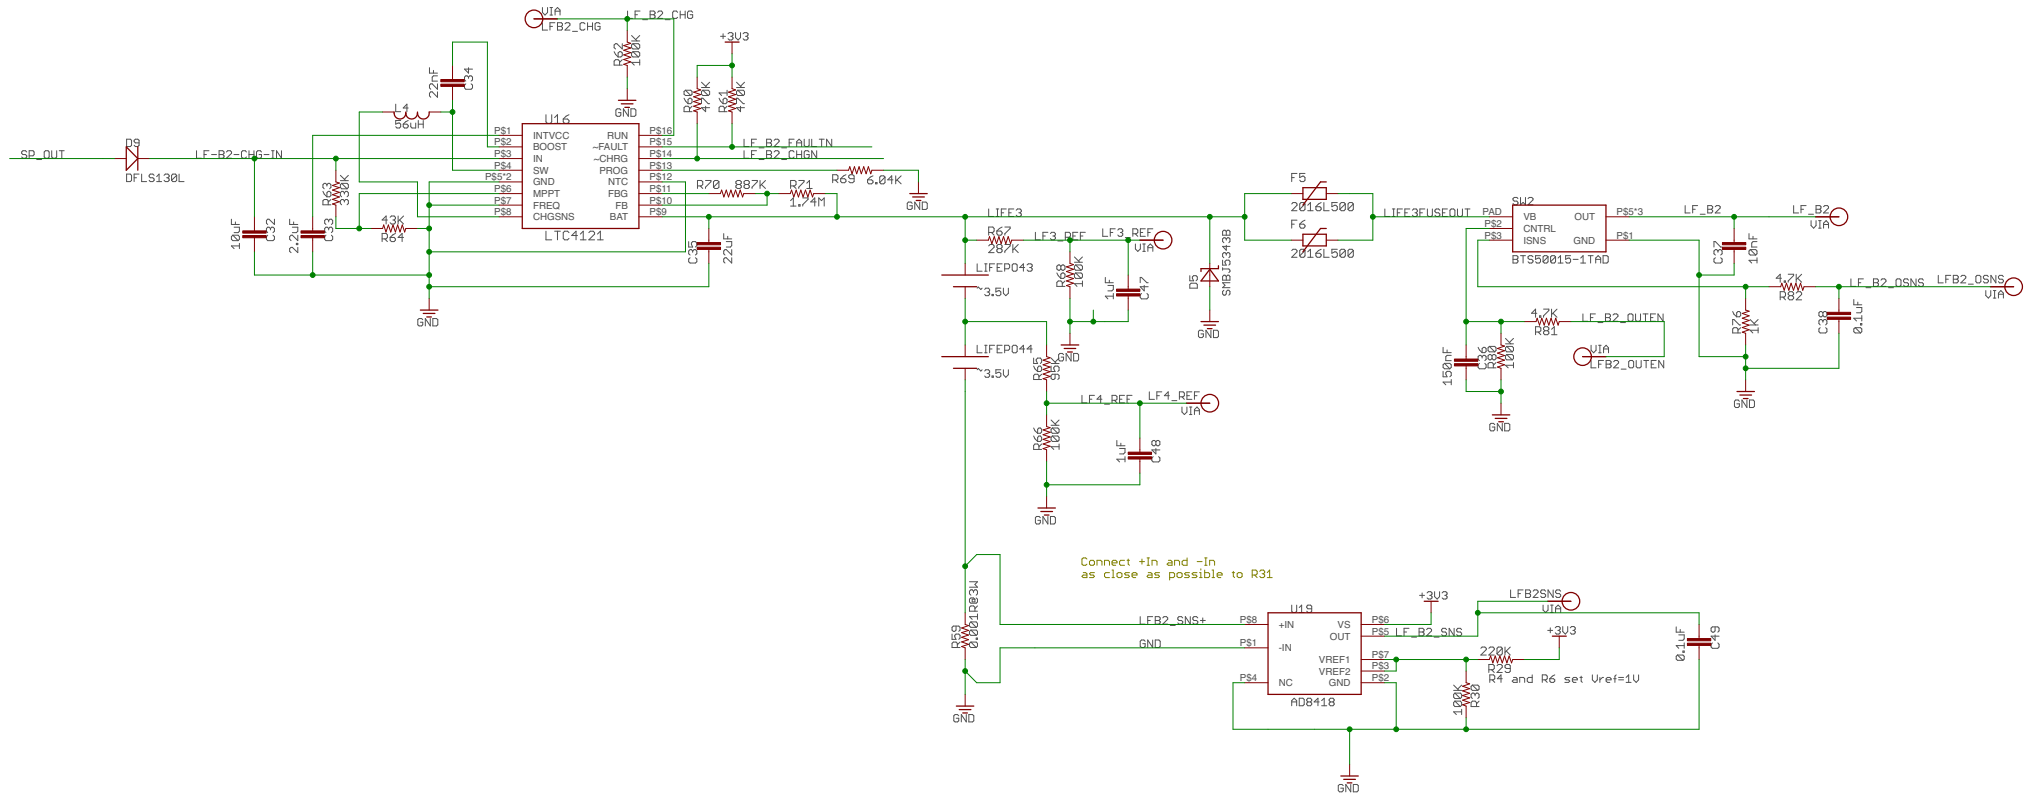 VIA
LFB2_CHG
LF_B2_CHG
R62
100K
GND
+3V3
R60
470K
R61
470K
22nF
C34
L4
56uH
U16
P$1
INTVCC
P$2
BOOST
P$3
IN
P$4
SW
P$5*2
GND
P$6
MPPT
P$7
FREQ
P$8
CHGSNS
RUN
P$16
~FAULT
P$15
~CHRG
P$14
PROG
P$13
NTC
P$12
FBG
P$11
FB
P$10
BAT
P$9
LTC4121
LF_B2_FAULTN
LF_B2_CHGN
SP_OUT
D9
DFLS130L
LF-B2-CHG-IN
R63
330K
43K
R64
10uF
C32
2.2uF
C33
GND
R69
6.04K
GND
R70
887K
R71
1.74M
C35
22uF
LIFE3
R67
287K
LF3_REF
LF3_REF
VIA
R68
100K
1uF
C47
GND
LIFEPO43
3.5V
LIFEPO44
3.5V
R65
95K
LF4_REF
LF4_REF
VIA
R66
100K
1uF
C48
GND
D5
SMBJ5343B
GND
F5
2016L500
F6
2016L500
LIFE3FUSEOUT
SW2
PAD
VB
P$2
CNTRL
P$3
ISNS
OUT
P$5*3
GND
P$1
BTS50015-1TAD
LF_B2
LF_B2
VIA
C37
10nF
4.7K
R82
LF_B2_OSNS
LFB2_OSNS
VIA
R76
1K
C38
0.1uF
GND
4.7K
R81
LF_B2_OUTEN
VIA
LFB2_OUTEN
150nF
C36
R80
100K
GND
Connect +In and -In
as close as possible to R31
R59
0.001R@3W
GND
LFB2_SNS+
GND
U19
P$8
+IN
P$1
-IN
P$4
NC
VS
P$6
OUT
P$5
VREF1
P$7
VREF2
P$3
GND
P$2
AD8418
+3V3
LF_B2_SNS
LFB2SNS
VIA
+3V3
220K
R29
R4 and R6 set Vref=1V
100K
R30
0.1uF
C49
GND